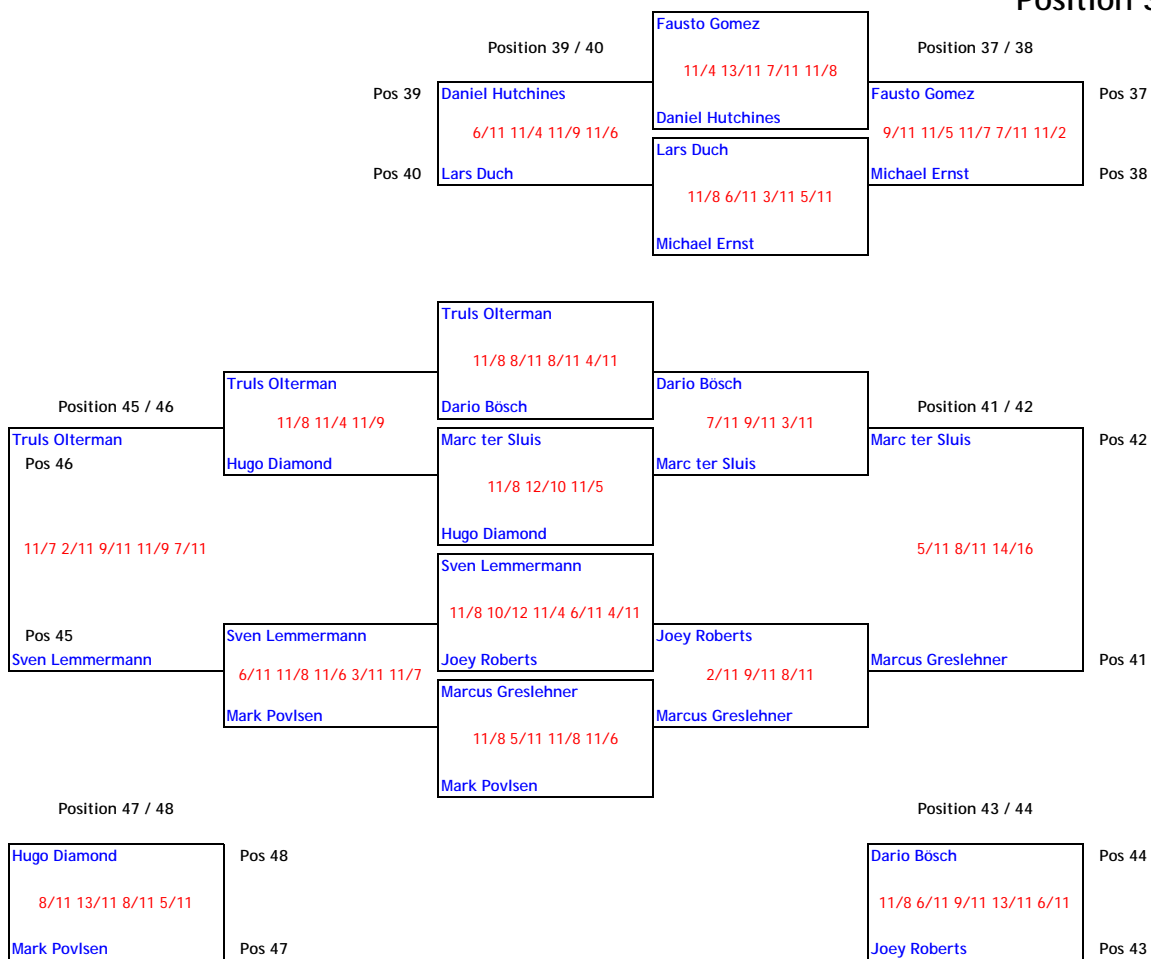 Position 3
Fausto Gomez
Position 39 / 40
Position 37 / 38
11/4 13/11 7/11 11/8
Pos 39
Daniel Hutchines
Fausto Gomez
Pos 37
Daniel Hutchines
6/11 11/4 11/9 11/6
9/11 11/5 11/7 7/11 11/2
Lars Duch
Pos 40
Lars Duch
Michael Ernst
Pos 38
11/8 6/11 3/11 5/11
Michael Ernst
Truls Olterman
11/8 8/11 8/11 4/11
Truls Olterman
Dario Bösch
Position 45 / 46
Dario Bösch
Position 41 / 42
11/8 11/4 11/9
7/11 9/11 3/11
Truls Olterman
Marc ter Sluis
Marc ter Sluis
Pos 42
Pos 46
Hugo Diamond
Marc ter Sluis
11/8 12/10 11/5
Hugo Diamond
11/7 2/11 9/11 11/9 7/11
5/11 8/11 14/16
Sven Lemmermann
11/8 10/12 11/4 6/11 4/11
Pos 45
Sven Lemmermann
Joey Roberts
Sven Lemmermann
Joey Roberts
Marcus Greslehner
Pos 41
6/11 11/8 11/6 3/11 11/7
2/11 9/11 8/11
Marcus Greslehner
Mark Povlsen
Marcus Greslehner
11/8 5/11 11/8 11/6
Mark Povlsen
Position 47 / 48
Position 43 / 44
Hugo Diamond
Pos 48
Dario Bösch
Pos 44
8/11 13/11 8/11 5/11
11/8 6/11 9/11 13/11 6/11
Mark Povlsen
Pos 47
Joey Roberts
Pos 43